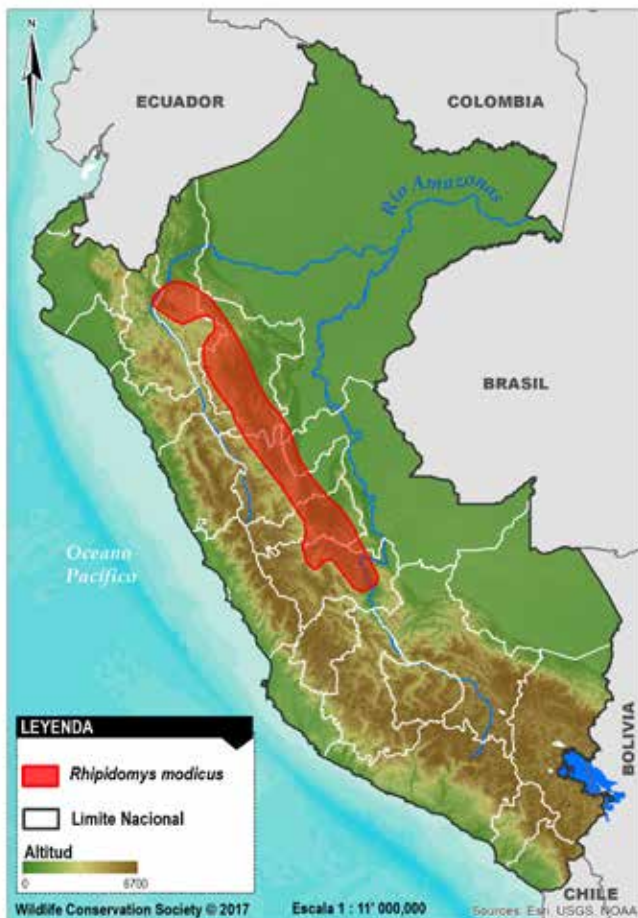 N
ECUADOR
COLOMBIA
Río Amazonas
BRASIL
Oceano
Pacífico
BOLIVIA
LEYENDA
Rhipidomys modicus
Limite Nacional
Altitud
0 6700
CHILE
Wildlife Conservation Society © 2017 Escala 1 : 11' 000,000 Sources: Esri, USGS, NOAA